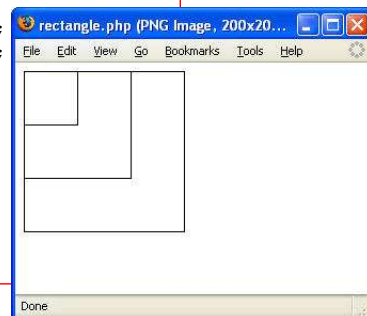 rectangle.php (PNG Image, 200x20...
File Edit View Go Bookmarks Tools Help
Done